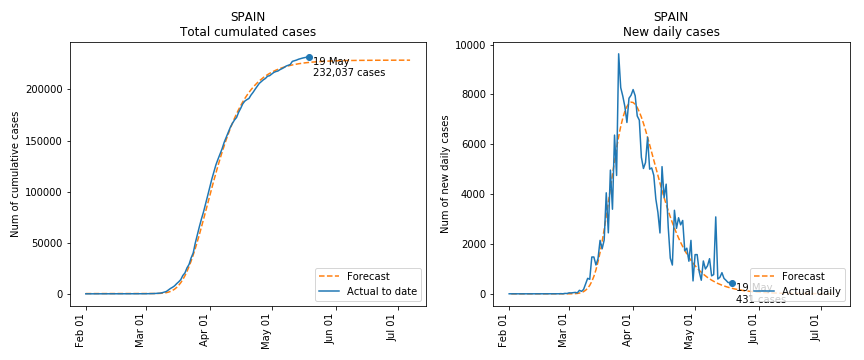 SPAIN
Total cumulated cases
Num of cumulative cases
200000
150000
100000
50000
0
19 May
232,037 cases
Forecast
Actual to date
Feb 01
Mar 01
Apr 01
May 01
Jun 01
Jul 01
SPAIN
New daily cases
Num of new daily cases
10000
8000
6000
4000
2000
0
19 May
431 cases
Forecast
Actual daily
Feb 01
Mar 01
Apr 01
May 01
Jun 01
Jul 01